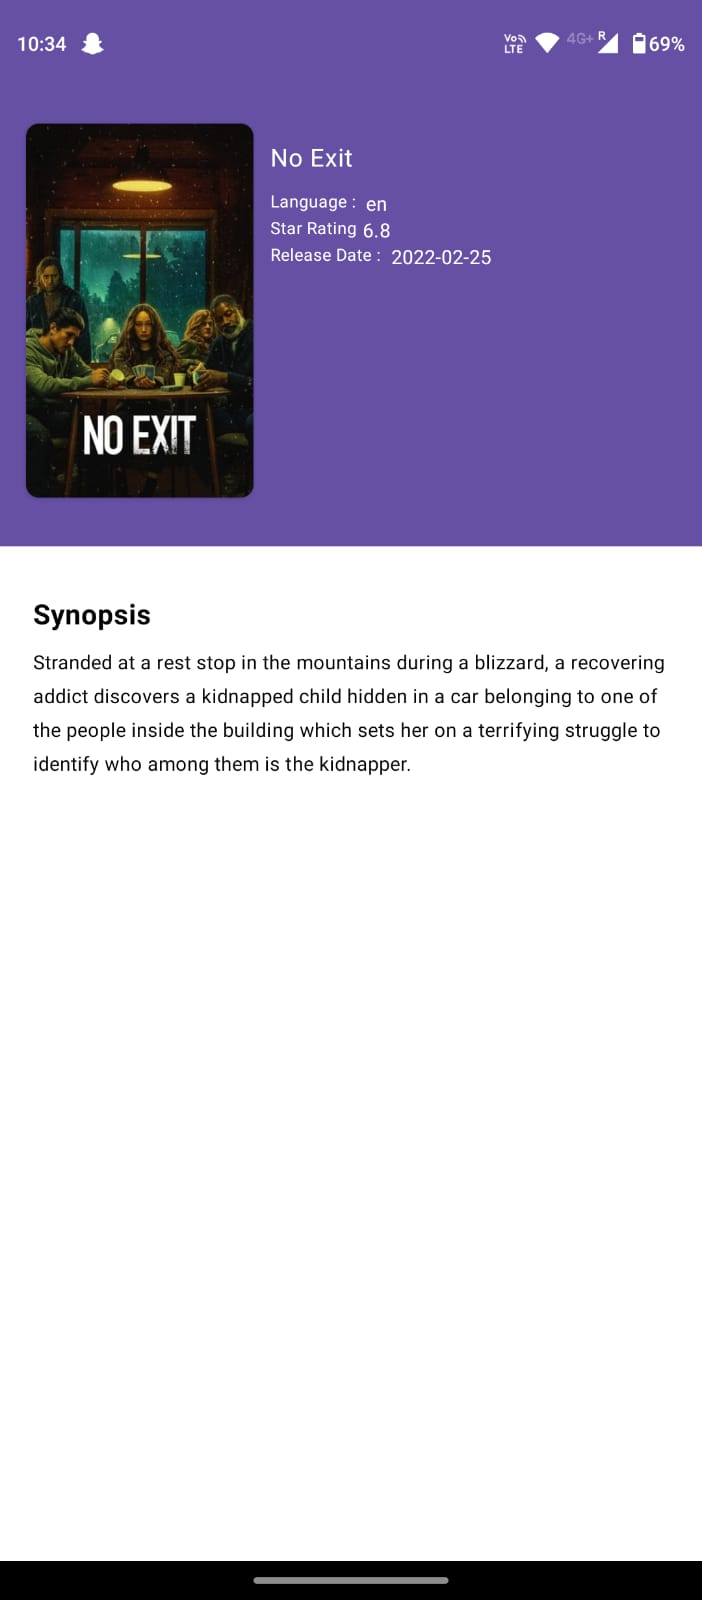 10:34 VoLTE 4G+ R 69%
No Exit
Language : en
Star Rating 6.8
Release Date : 2022-02-25
NO EXIT
Synopsis
Stranded at a rest stop in the mountains during a blizzard, a recovering
addict discovers a kidnapped child hidden in a car belonging to one of
the people inside the building which sets her on a terrifying struggle to
identify who among them is the kidnapper.